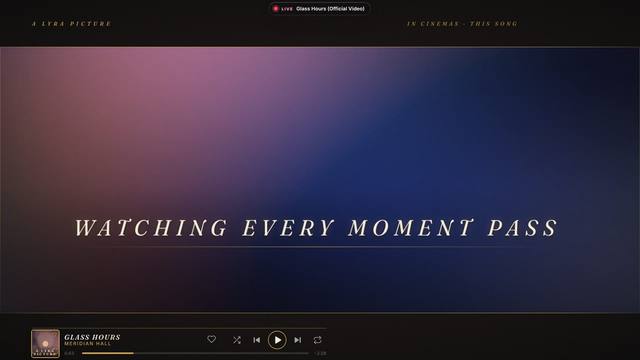 LIVE Glass Hours (Official Video)
A LYRA PICTURE
IN CINEMAS · THIS SONG
WATCHING EVERY MOMENT PASS
GLASS HOURS
MERIDIAN HALL